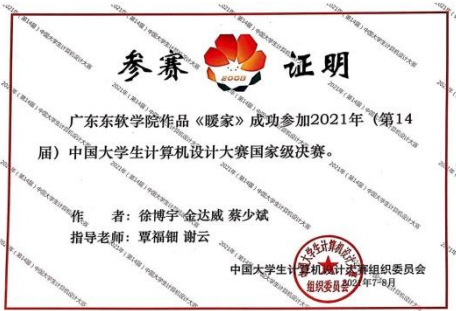 参赛 2008 证明
广东东软学院作品《暖家》成功参加2021年（第14
届）中国大学生计算机设计大赛国家级决赛。
作　者：徐博宇 金达威 蔡少斌
指导老师：覃福钿 谢云
中国大学生计算机设计大赛组织委员会
2021年7-8月
组织委员会